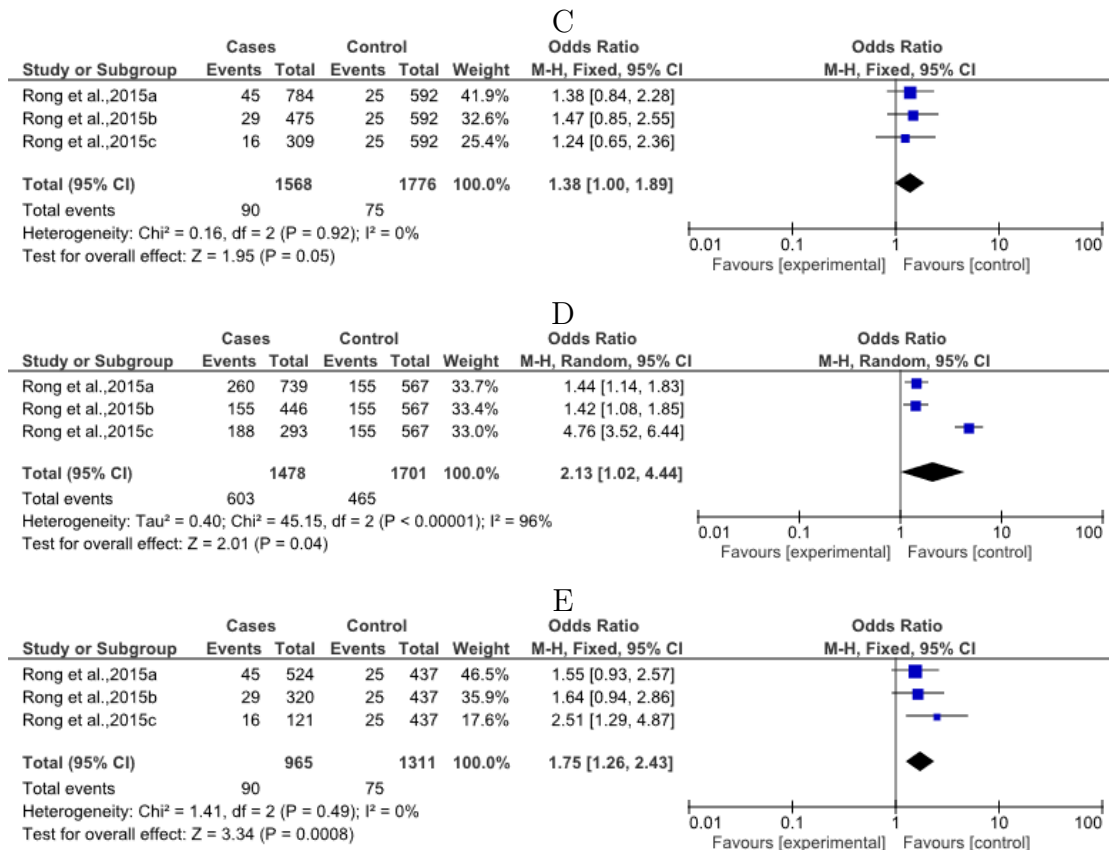 C
Cases Control Odds Ratio Odds Ratio
Study or Subgroup Events Total Events Total Weight M-H, Fixed, 95% CI M-H, Fixed, 95% CI
Rong et al.,2015a 45 784 25 592 41.9% 1.38 [0.84, 2.28]
Rong et al.,2015b 29 475 25 592 32.6% 1.47 [0.85, 2.55]
Rong et al.,2015c 16 309 25 592 25.4% 1.24 [0.65, 2.36]
Total (95% CI) 1568 1776 100.0% 1.38 [1.00, 1.89]
Total events 90 75
Heterogeneity: Chi² = 0.16, df = 2 (P = 0.92); I² = 0%
Test for overall effect: Z = 1.95 (P = 0.05)
0.01 0.1 1 10 100
Favours [experimental] Favours [control]
D
Cases Control Odds Ratio Odds Ratio
Study or Subgroup Events Total Events Total Weight M-H, Random, 95% CI M-H, Random, 95% CI
Rong et al.,2015a 260 739 155 567 33.7% 1.44 [1.14, 1.83]
Rong et al.,2015b 155 446 155 567 33.4% 1.42 [1.08, 1.85]
Rong et al.,2015c 188 293 155 567 33.0% 4.76 [3.52, 6.44]
Total (95% CI) 1478 1701 100.0% 2.13 [1.02, 4.44]
Total events 603 465
Heterogeneity: Tau² = 0.40; Chi² = 45.15, df = 2 (P < 0.00001); I² = 96%
Test for overall effect: Z = 2.01 (P = 0.04)
0.01 0.1 1 10 100
Favours [experimental] Favours [control]
E
Cases Control Odds Ratio Odds Ratio
Study or Subgroup Events Total Events Total Weight M-H, Fixed, 95% CI M-H, Fixed, 95% CI
Rong et al.,2015a 45 524 25 437 46.5% 1.55 [0.93, 2.57]
Rong et al.,2015b 29 320 25 437 35.9% 1.64 [0.94, 2.86]
Rong et al.,2015c 16 121 25 437 17.6% 2.51 [1.29, 4.87]
Total (95% CI) 965 1311 100.0% 1.75 [1.26, 2.43]
Total events 90 75
Heterogeneity: Chi² = 1.41, df = 2 (P = 0.49); I² = 0%
Test for overall effect: Z = 3.34 (P = 0.0008)
0.01 0.1 1 10 100
Favours [experimental] Favours [control]